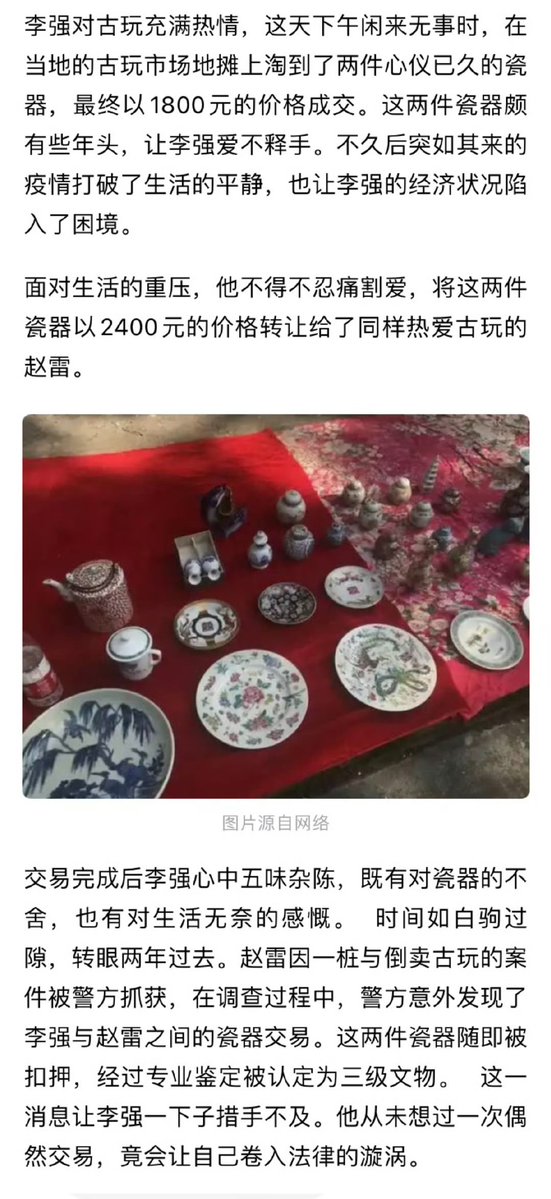 李强对古玩充满热情，这天下午闲来无事时，在
当地的古玩市场地摊上淘到了两件心仪已久的瓷
器，最终以1800元的价格成交。这两件瓷器颇
有些年头，让李强爱不释手。不久后突如其来的
疫情打破了生活的平静，也让李强的经济状况陷
入了困境。
面对生活的重压，他不得不忍痛割爱，将这两件
瓷器以2400元的价格转让给了同样热爱古玩的
赵雷。
图片源自网络
交易完成后李强心中五味杂陈，既有对瓷器的不
舍，也有对生活无奈的感慨。 时间如白驹过
隙，转眼两年过去。赵雷因一桩与倒卖古玩的案
件被警方抓获，在调查过程中，警方意外发现了
李强与赵雷之间的瓷器交易。这两件瓷器随即被
扣押，经过专业鉴定被认定为三级文物。 这一
消息让李强一下子措手不及。他从未想过一次偶
然交易，竟会让自己卷入法律的漩涡。